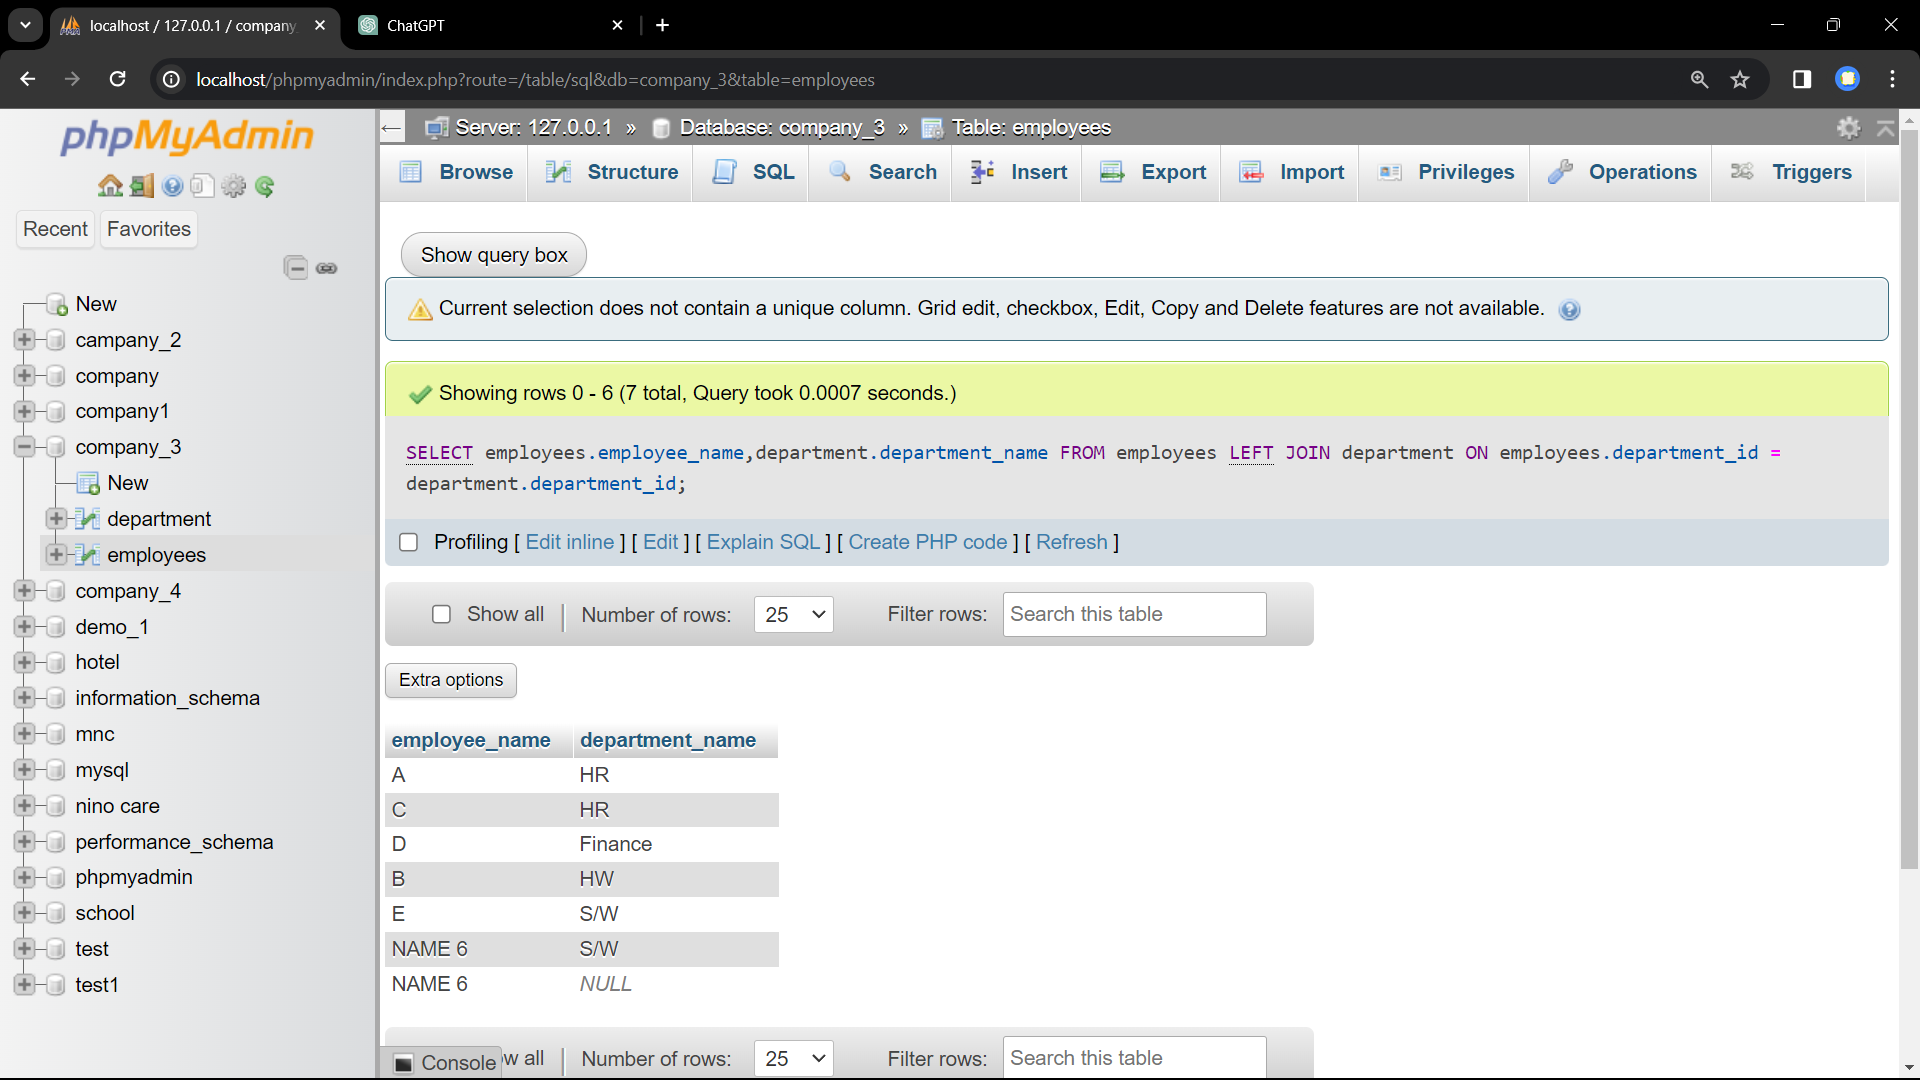 localhost / 127.0.0.1 / company
ChatGPT
localhost/phpmyadmin/index.php?route=/table/sql&db=company_3&table=employees
phpMyAdmin
Recent
Favorites
New
campany_2
company
company1
company_3
New
department
employees
company_4
demo_1
hotel
information_schema
mnc
mysql
nino care
performance_schema
phpmyadmin
school
test
test1
Server: 127.0.0.1 » Database: company_3 » Table: employees
Browse Structure SQL Search Insert Export Import Privileges Operations Triggers
Show query box
Current selection does not contain a unique column. Grid edit, checkbox, Edit, Copy and Delete features are not available.
Showing rows 0 - 6 (7 total, Query took 0.0007 seconds.)
SELECT employees.employee_name,department.department_name FROM employees LEFT JOIN department ON employees.department_id =
department.department_id;
Profiling [ Edit inline ] [ Edit ] [ Explain SQL ] [ Create PHP code ] [ Refresh ]
Show all Number of rows: 25 Filter rows: Search this table
Extra options
employee_name department_name
A HR
C HR
D Finance
B HW
E S/W
NAME 6 S/W
NAME 6 NULL
Console w all Number of rows: 25 Filter rows: Search this table